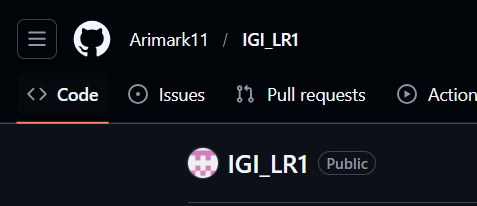 Arimark11 / IGI_LR1
Code Issues Pull requests Action
IGI_LR1 Public